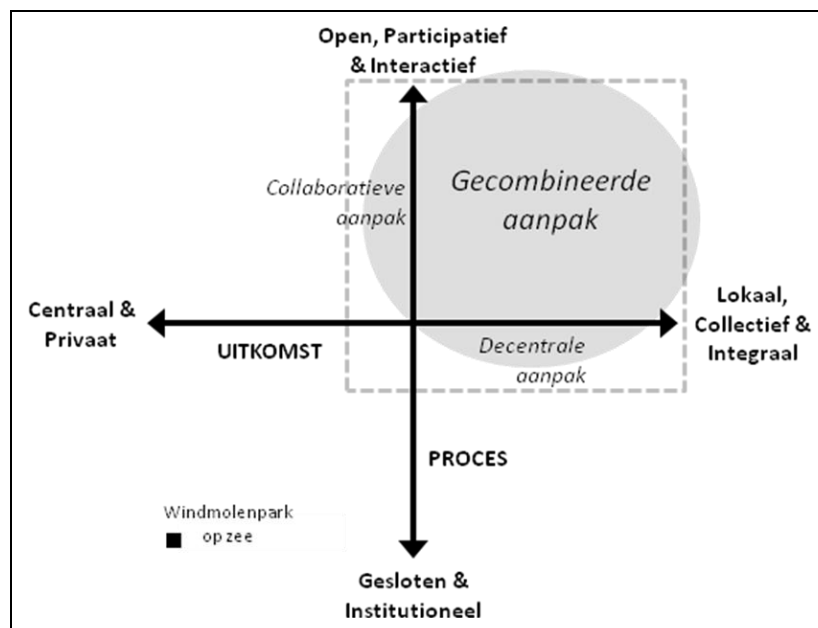 Open, Participatief
& Interactief
Collaboratieve
aanpak
Gecombineerde
aanpak
Centraal &
Privaat
Lokaal,
Collectief &
Integraal
UITKOMST
Decentrale
aanpak
PROCES
Windmolenpark
op zee
Gesloten &
Institutioneel